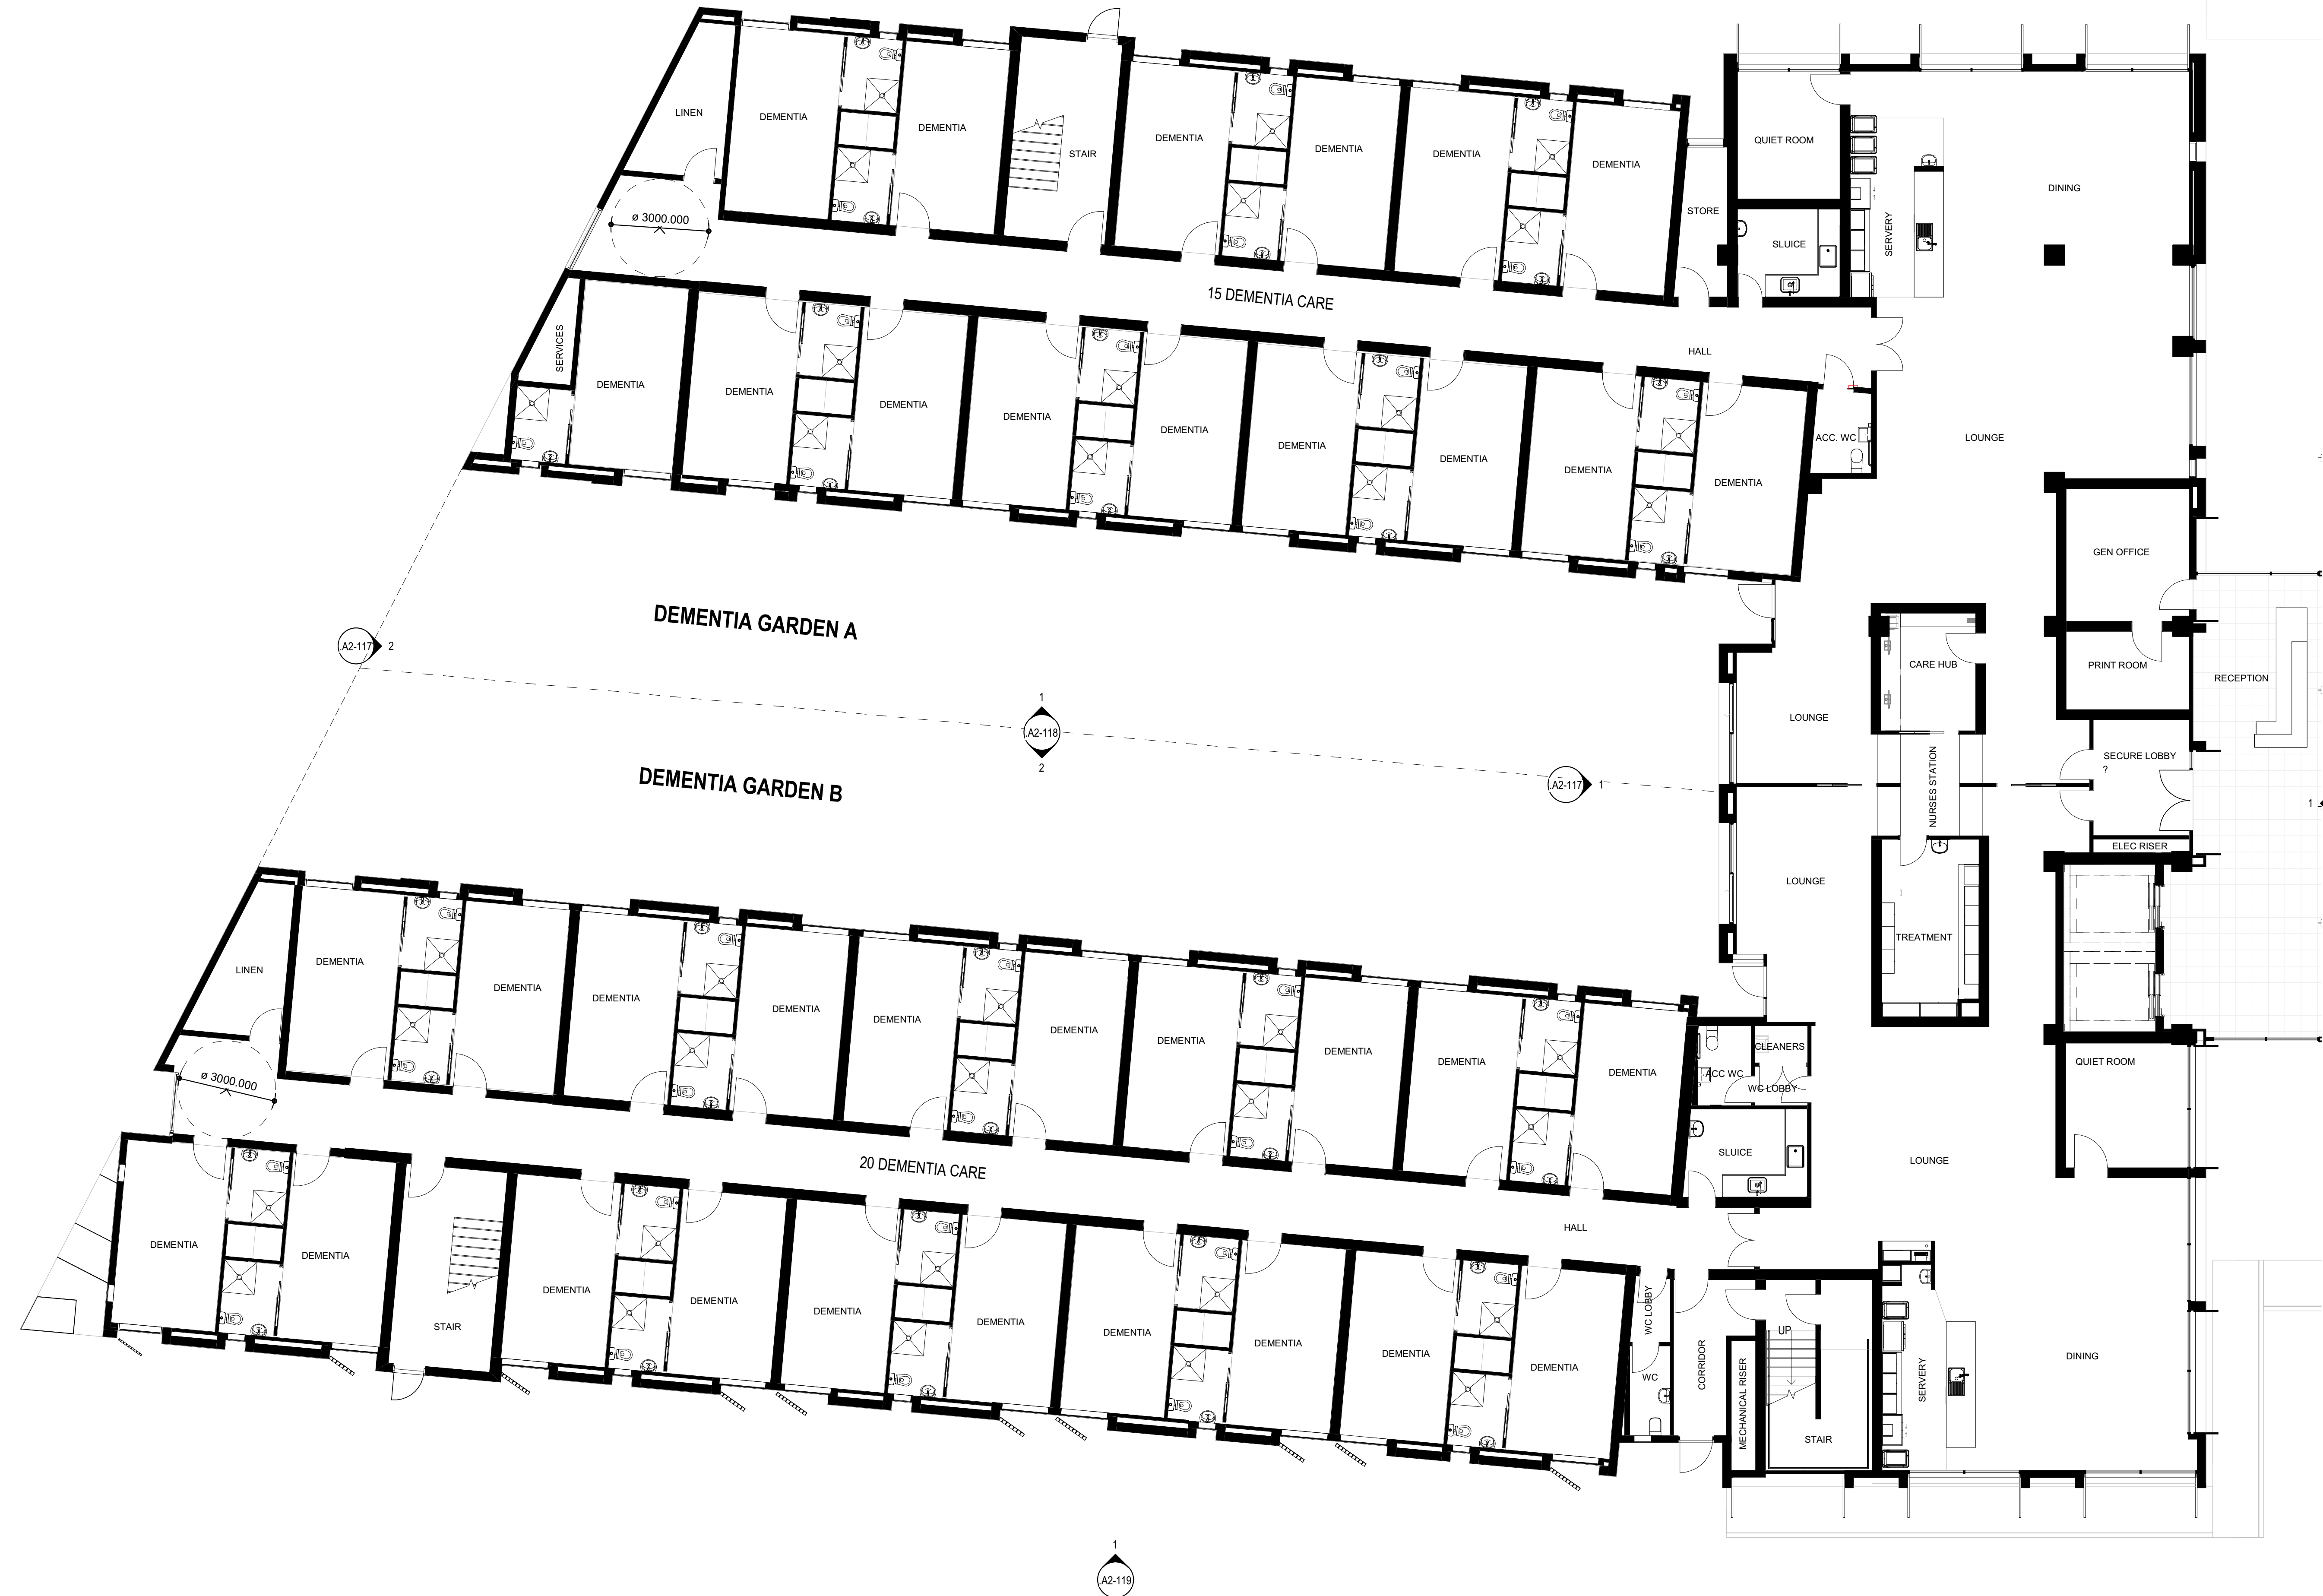 LINEN
DEMENTIA
DEMENTIA
STAIR
DEMENTIA
DEMENTIA
DEMENTIA
DEMENTIA
STORE
QUIET ROOM
SLUICE
SERVERY
DINING
ø 3000.000
15 DEMENTIA CARE
HALL
SERVICES
DEMENTIA
DEMENTIA
DEMENTIA
DEMENTIA
DEMENTIA
DEMENTIA
DEMENTIA
DEMENTIA
DEMENTIA
ACC. WC
LOUNGE
GEN OFFICE
DEMENTIA GARDEN A
A2-117
2
CARE HUB
PRINT ROOM
RECEPTION
LOUNGE
1
A2-118
2
DEMENTIA GARDEN B
A2-117
1
NURSES STATION
SECURE LOBBY
?
1
ELEC RISER
LOUNGE
TREATMENT
LINEN
DEMENTIA
DEMENTIA
DEMENTIA
DEMENTIA
DEMENTIA
DEMENTIA
DEMENTIA
DEMENTIA
DEMENTIA
DEMENTIA
CLEANERS
ACC WC
WC LOBBY
QUIET ROOM
ø 3000.000
20 DEMENTIA CARE
SLUICE
LOUNGE
HALL
DEMENTIA
DEMENTIA
STAIR
DEMENTIA
DEMENTIA
DEMENTIA
DEMENTIA
DEMENTIA
DEMENTIA
DEMENTIA
DEMENTIA
WC LOBBY
WC
CORRIDOR
MECHANICAL RISER
UP
STAIR
SERVERY
DINING
1
A2-119